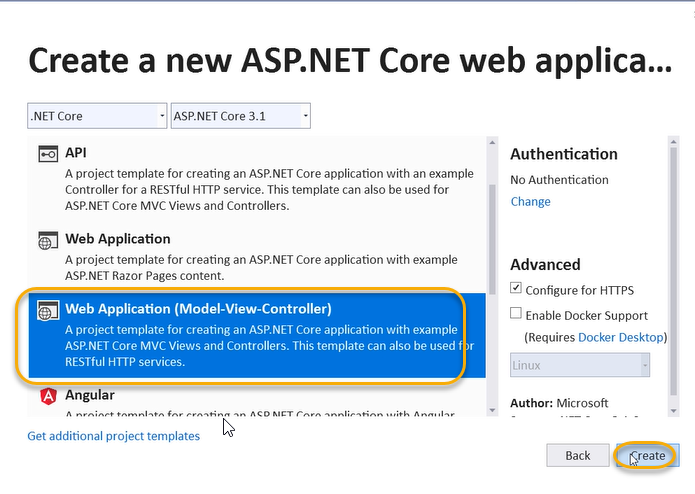 Create a new ASP.NET Core web applica...
.NET Core
ASP.NET Core 3.1
API
A project template for creating an ASP.NET Core application with an example
Controller for a RESTful HTTP service. This template can also be used for
ASP.NET Core MVC Views and Controllers.
Web Application
A project template for creating an ASP.NET Core application with example
ASP.NET Razor Pages content.
Web Application (Model-View-Controller)
A project template for creating an ASP.NET Core application with example
ASP.NET Core MVC Views and Controllers. This template can also be used for
RESTful HTTP services.
Angular
A project template for creating an ASP.NET Core application with Angular
Get additional project templates
Authentication
No Authentication
Change
Advanced
Configure for HTTPS
Enable Docker Support
(Requires Docker Desktop)
Linux
Author: Microsoft
Back
Create